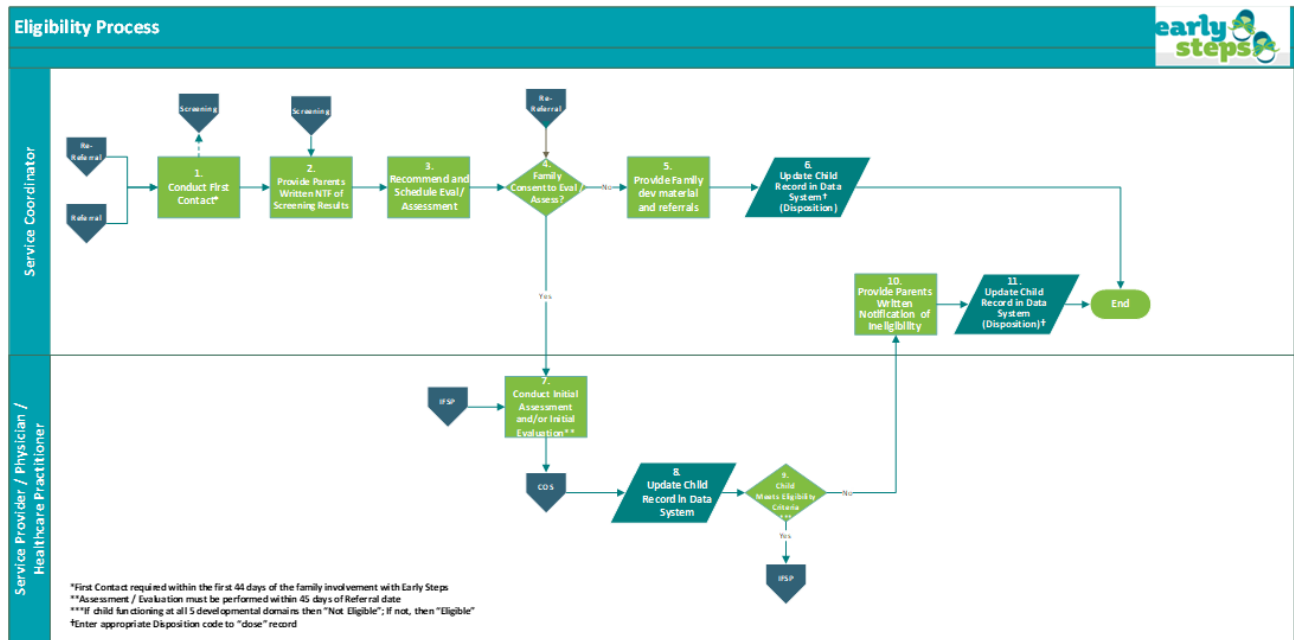 Eligibility Process
early
steps
Service Coordinator
Service Provider / Physician /
Healthcare Practitioner
Screening
Screening
Re-
Referral
Re-
Referral
Referral
1.
Conduct First
Contact*
2.
Provide Parents
Written NTF of
Screening Results
3.
Recommend and
Schedule Eval/
Assessment
4.
Family
Consent to Eval /
Assess?
No
5.
Provide Family
dev material
and referrals
6.
Update Child
Record in Data
System†
(Disposition)
Yes
10.
Provide Parents
Written
Notification of
Ineligibility
11.
Update Child
Record in Data
System
(Disposition)†
End
IFSP
7.
Conduct Initial
Assessment
and/or Initial
Evaluation**
COS
8.
Update Child
Record in Data
System
9.
Child
Meets Eligibility
Criteria
***
No
Yes
IFSP
*First Contact required within the first 44 days of the family involvement with Early Steps
**Assessment / Evaluation must be performed within 45 days of Referral date
***If child functioning at all 5 developmental domains then "Not Eligible"; If not, then "Eligible"
†Enter appropriate Disposition code to "close" record